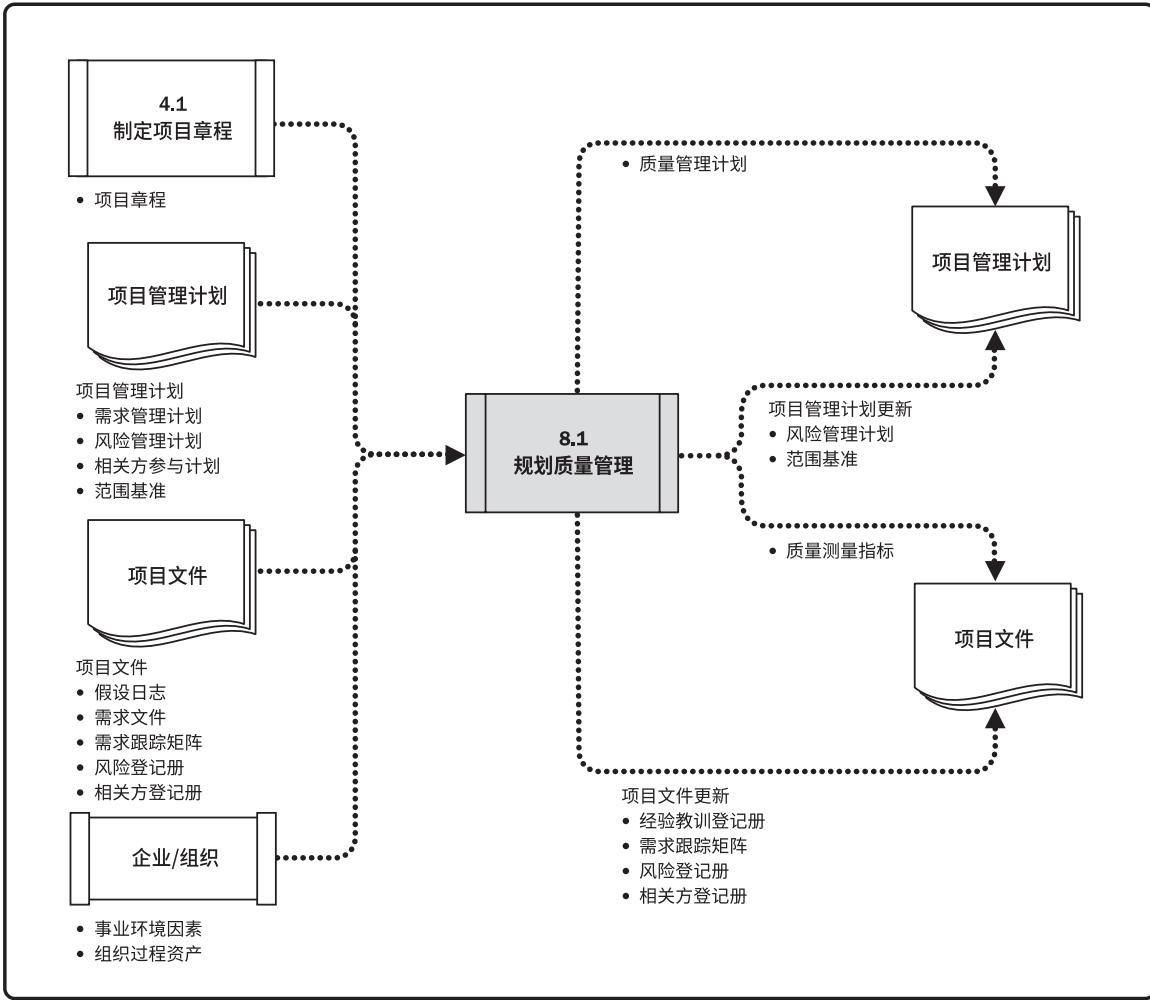 4.1
制定项目章程
• 项目章程
项目管理计划
项目管理计划
• 需求管理计划
• 风险管理计划
• 相关方参与计划
• 范围基准
项目文件
项目文件
• 假设日志
• 需求文件
• 需求跟踪矩阵
• 风险登记册
• 相关方登记册
企业/组织
• 事业环境因素
• 组织过程资产
8.1
规划质量管理
• 质量管理计划
项目管理计划
项目管理计划更新
• 风险管理计划
• 范围基准
• 质量测量指标
项目文件
项目文件更新
• 经验教训登记册
• 需求跟踪矩阵
• 风险登记册
• 相关方登记册